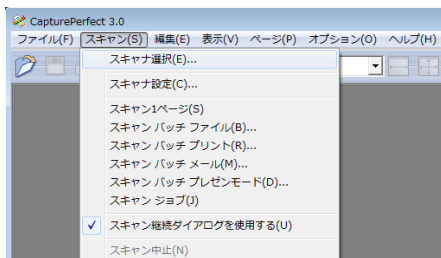 CapturePerfect 3.0
ファイル(F) スキャン(S) 編集(E) 表示(V) ページ(P) オプション(O) ヘルプ(H)
スキャナ選択(E)...
スキャナ設定(C)...
スキャン1ページ(S)
スキャン バッチ ファイル(B)...
スキャン バッチ プリント(R)...
スキャン バッチ メール(M)...
スキャン バッチ プレゼンモード(D)...
スキャン ジョブ(J)
スキャン継続ダイアログを使用する(U)
スキャン中止(N)